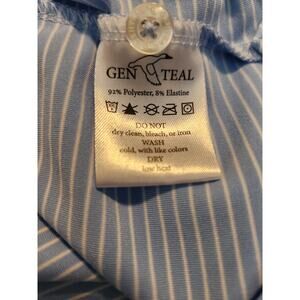 GEN TEAL
92% Polyester, 8% Elastine
DO NOT
dry clean, bleach, or iron
WASH
cold, with like colors
DRY
low heat